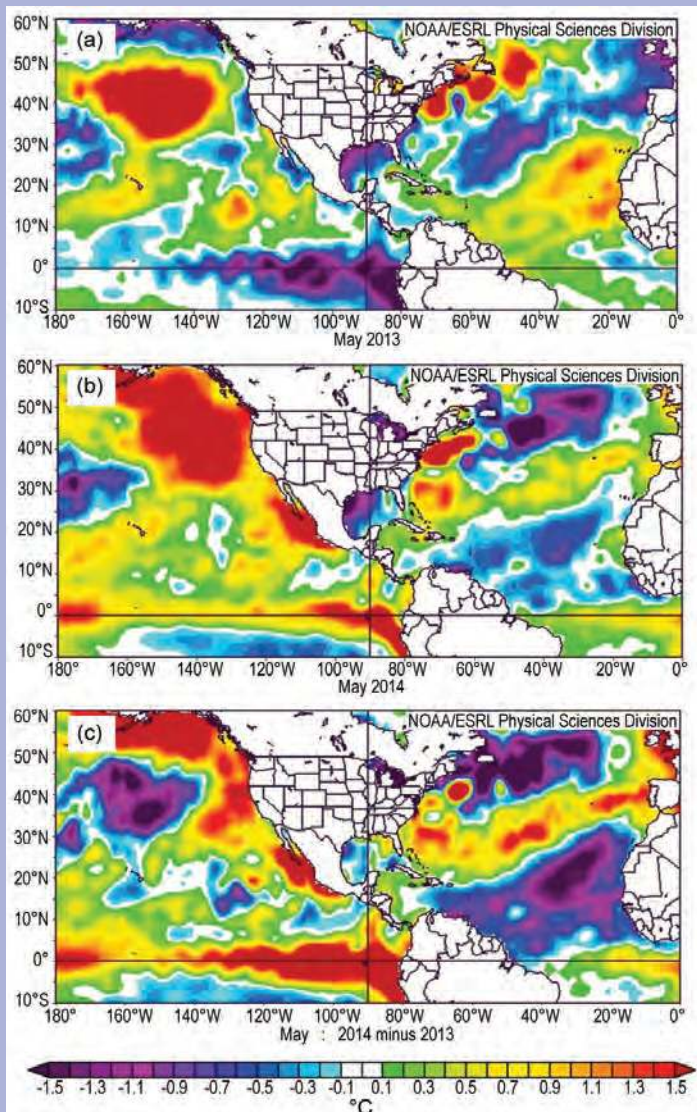 60°N
(a)
NOAA/ESRL Physical Sciences Division
50°N
40°N
30°N
20°N
10°N
0°
10°S
180° 160°W 140°W 120°W 100°W 80°W 60°W 40°W 20°W 0°
May 2013
60°N
(b)
NOAA/ESRL Physical Sciences Division
50°N
40°N
30°N
20°N
10°N
0°
10°S
180° 160°W 140°W 120°W 100°W 80°W 60°W 40°W 20°W 0°
May 2014
60°N
(c)
NOAA/ESRL Physical Sciences Division
50°N
40°N
30°N
20°N
10°N
0°
10°S
180° 160°W 140°W 120°W 100°W 80°W 60°W 40°W 20°W 0°
May : 2014 minus 2013
-1.5 -1.3 -1.1 -0.9 -0.7 -0.5 -0.3 -0.1 0.1 0.3 0.5 0.7 0.9 1.1 1.3 1.5
°C